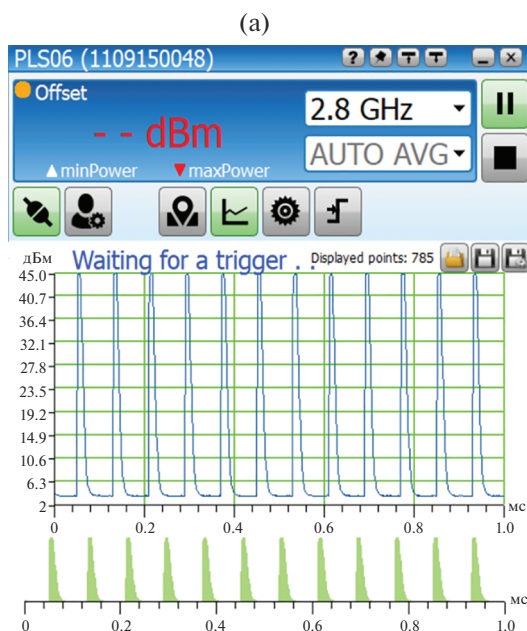 (a)
PLS06 (1109150048)
Offset
-- dBm
minPower maxPower
2.8 GHz
AUTO AVG
дБм
Waiting for a trigger . .
Displayed points: 785
45.0
40.7
36.4
32.1
27.8
23.5
19.2
14.9
10.6
6.3
2
0 0.2 0.4 0.6 0.8 1.0
мс
мс
0 0.2 0.4 0.6 0.8 1.0